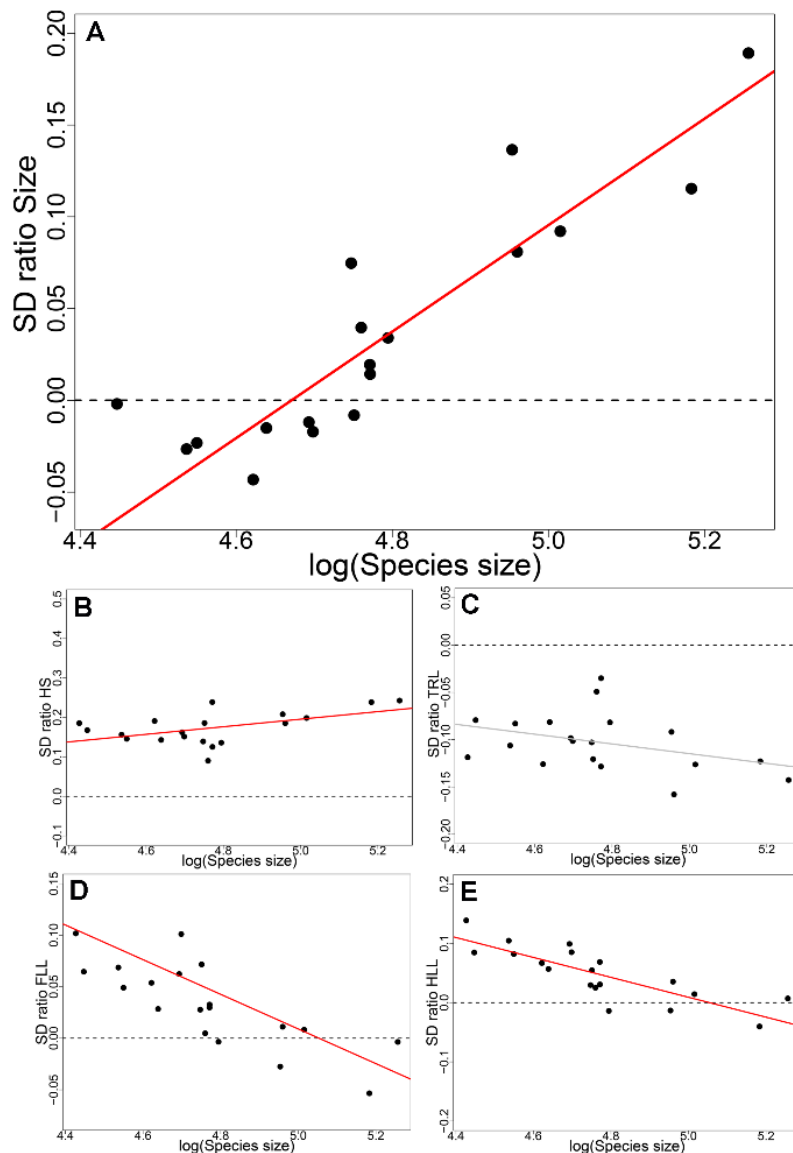 A
SD ratio Size
0.20
0.15
0.10
0.05
0.00
−0.05
4.4 4.6 4.8 5.0 5.2
log(Species size)
B
SD ratio HS
0.5
0.4
0.3
0.2
0.1
0.0
−0.1
4.4 4.6 4.8 5.0 5.2
log(Species size)
C
SD ratio TRL
0.05
0.00
−0.05
−0.10
−0.15
−0.20
4.4 4.6 4.8 5.0 5.2
log(Species size)
D
SD ratio FLL
0.15
0.10
0.05
0.00
−0.05
4.4 4.6 4.8 5.0 5.2
log(Species size)
E
SD ratio HLL
0.2
0.1
0.0
−0.1
−0.2
4.4 4.6 4.8 5.0 5.2
log(Species size)